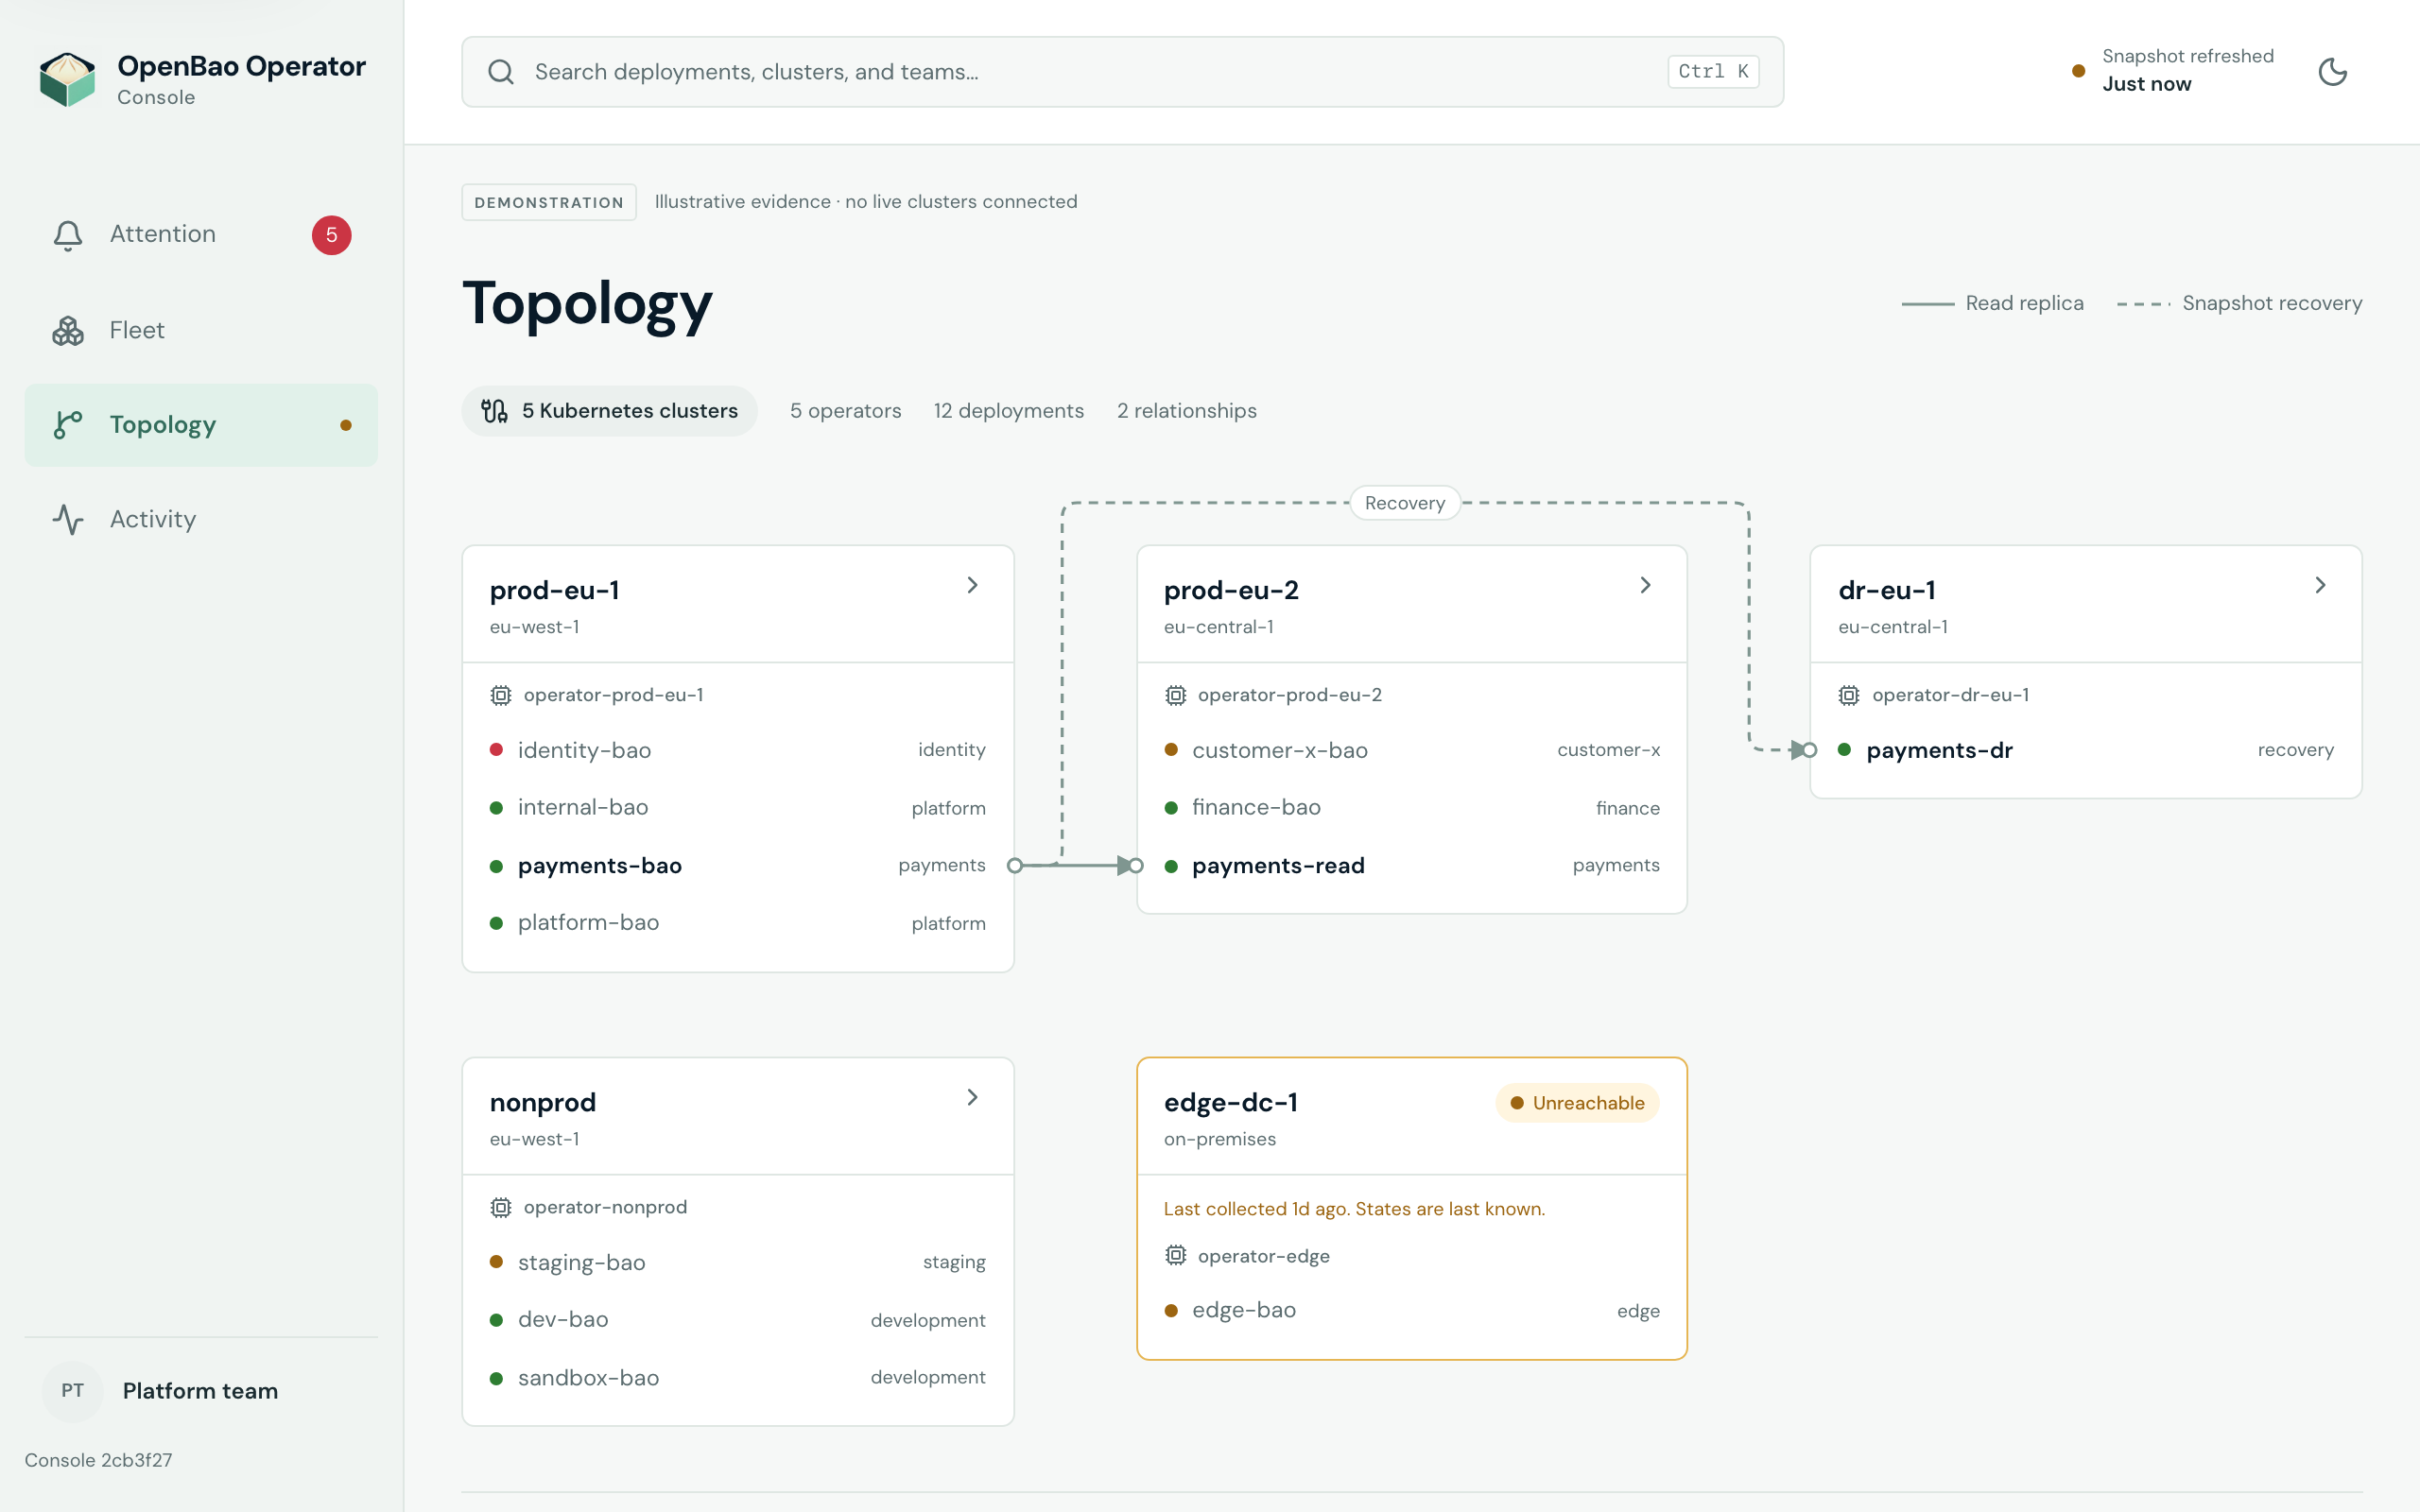 OpenBao Operator
Console
Attention
5
Fleet
Topology
Activity
PT
Platform team
Console 2cb3f27
Search deployments, clusters, and teams...
Ctrl K
Snapshot refreshed
Just now
DEMONSTRATION
Illustrative evidence · no live clusters connected
Topology
Read replica
Snapshot recovery
5 Kubernetes clusters
5 operators
12 deployments
2 relationships
Recovery
prod-eu-1
eu-west-1
operator-prod-eu-1
identity-bao identity
internal-bao platform
payments-bao payments
platform-bao platform
prod-eu-2
eu-central-1
operator-prod-eu-2
customer-x-bao customer-x
finance-bao finance
payments-read payments
dr-eu-1
eu-central-1
operator-dr-eu-1
payments-dr recovery
nonprod
eu-west-1
operator-nonprod
staging-bao staging
dev-bao development
sandbox-bao development
edge-dc-1
Unreachable
on-premises
Last collected 1d ago. States are last known.
operator-edge
edge-bao edge